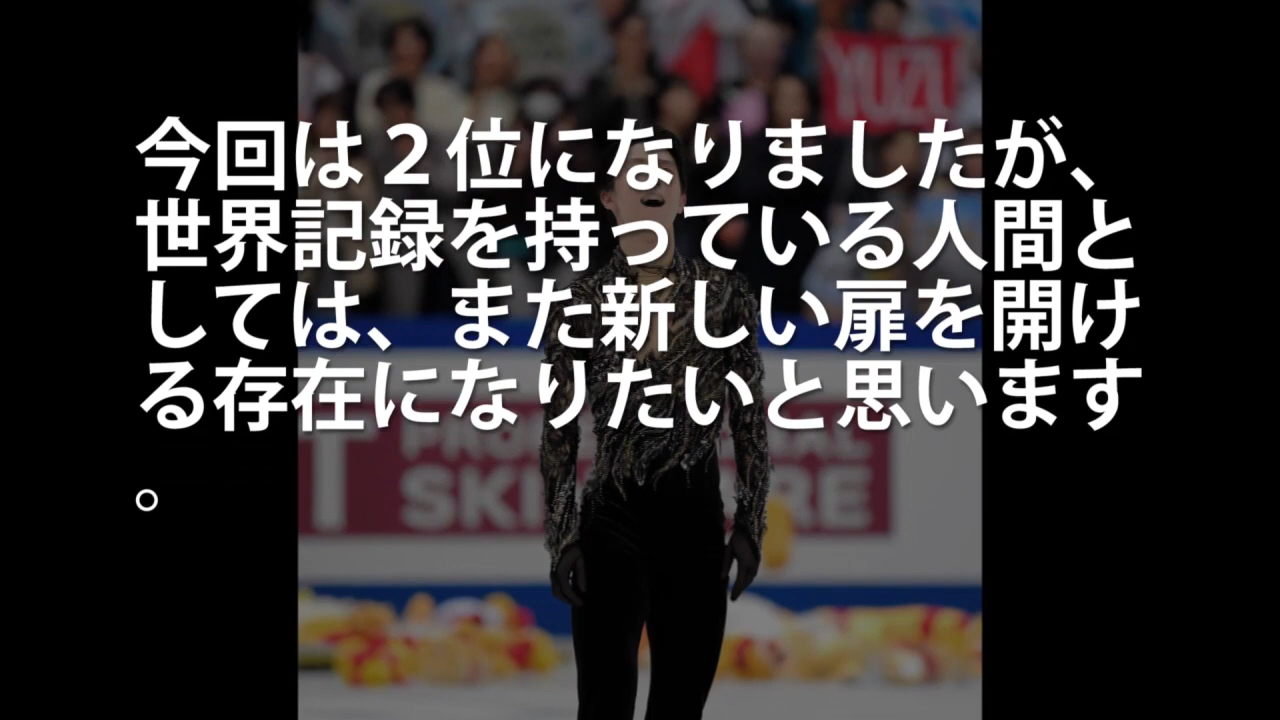 YUZU
今回は２位になりましたが、
世界記録を持っている人間と
しては、また新しい扉を開け
る存在になりたいと思います
。